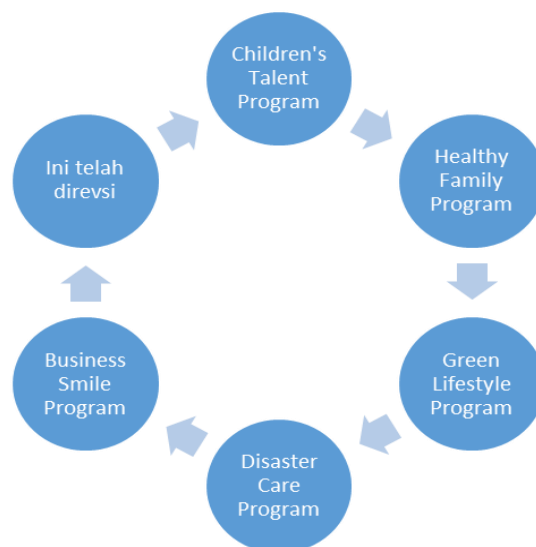 Children's
Talent
Program
Healthy
Family
Program
Green
Lifestyle
Program
Disaster
Care
Program
Business
Smile
Program
Ini telah
direvsi